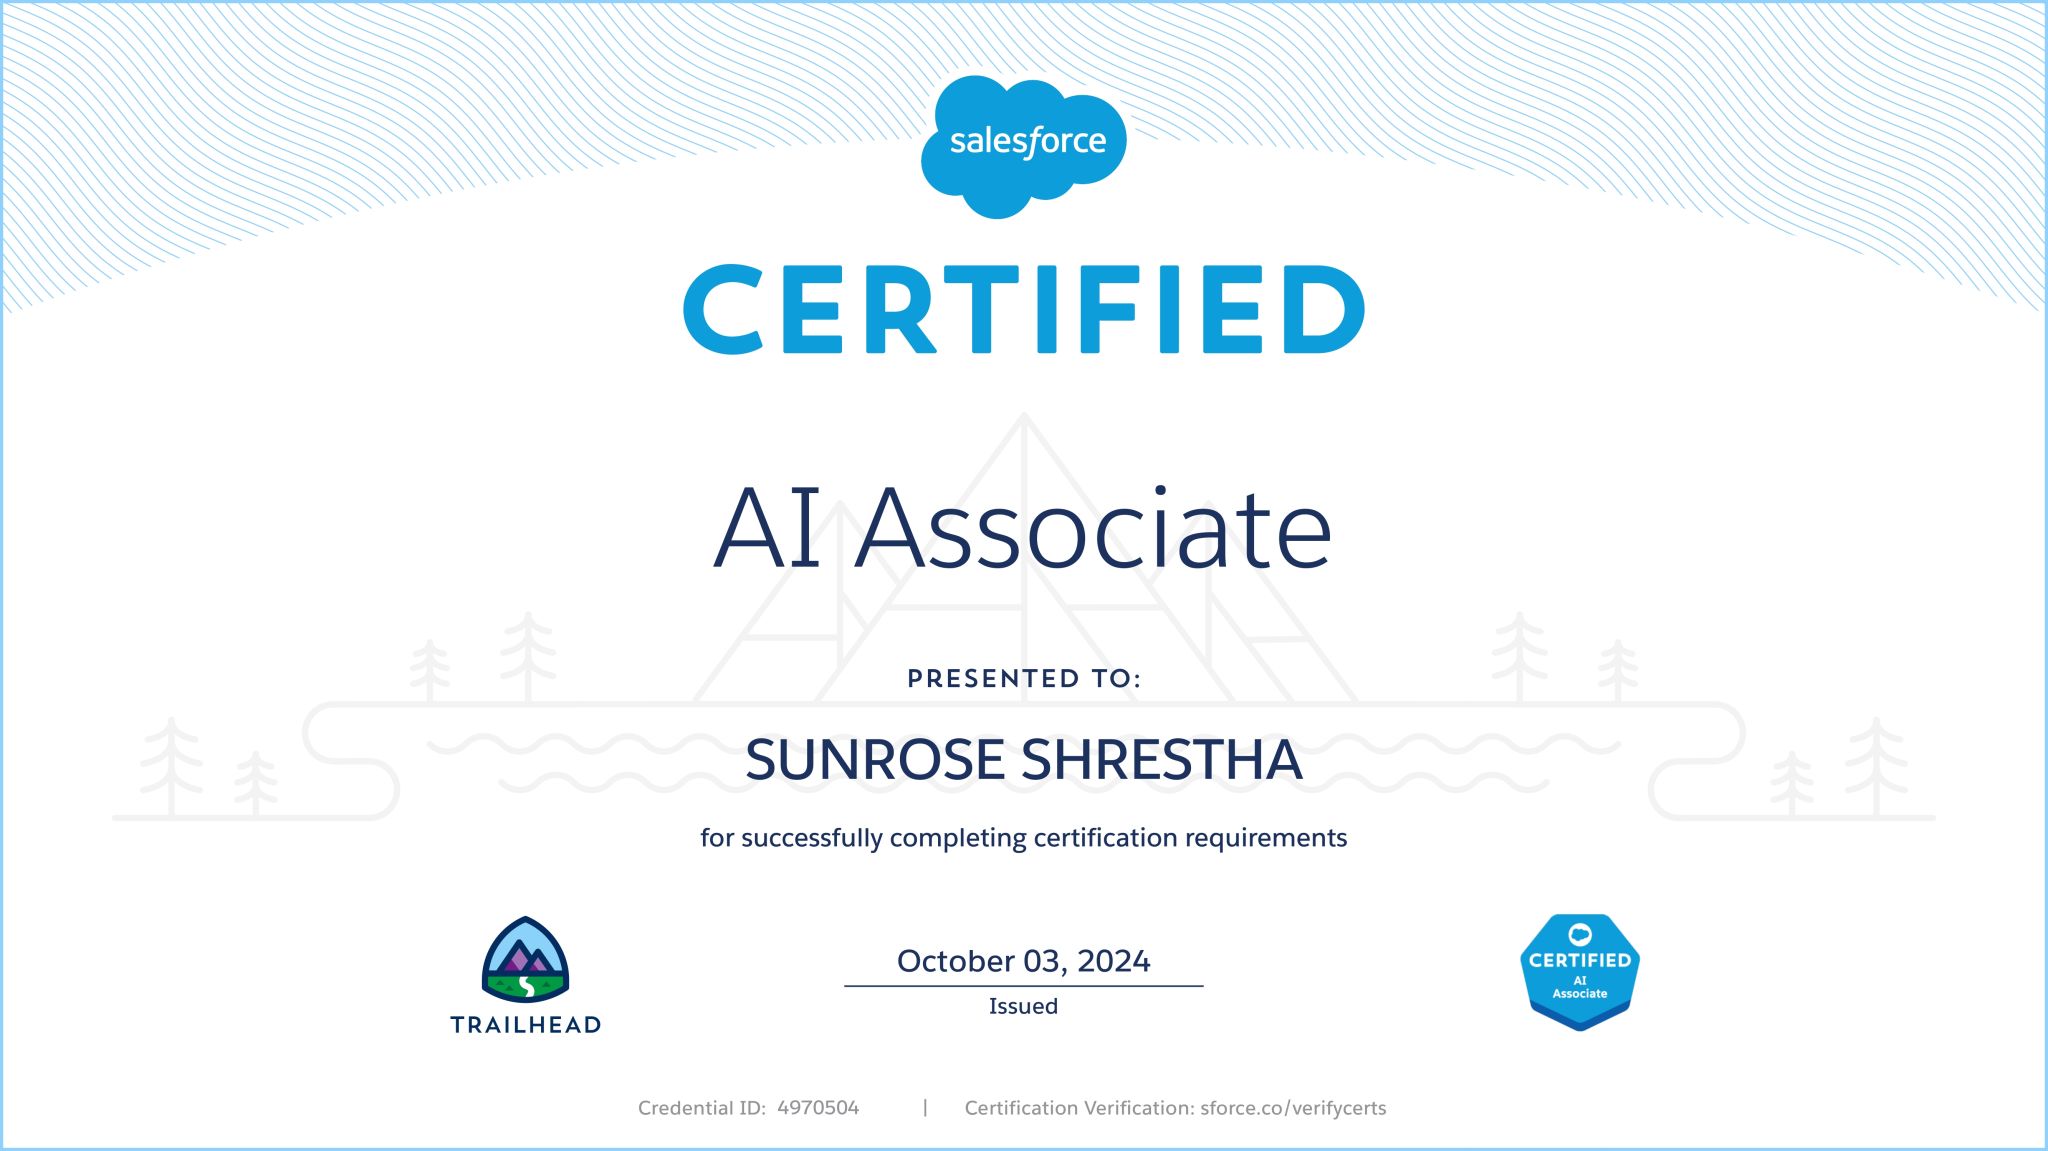 salesforce
CERTIFIED
AI Associate
PRESENTED TO:
SUNROSE SHRESTHA
for successfully completing certification requirements
TRAILHEAD
October 03, 2024
Issued
CERTIFIED
AI
Associate
Credential ID: 4970504 | Certification Verification: sforce.co/verifycerts